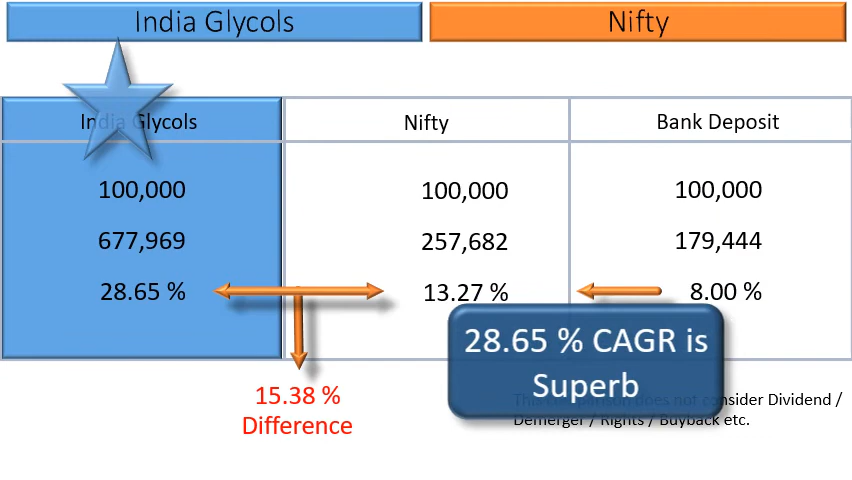 India Glycols
Nifty
India Glycols
Nifty
Bank Deposit
100,000
100,000
100,000
677,969
257,682
179,444
28.65 %
13.27 %
8.00 %
28.65 % CAGR is
Superb
15.38 %
Difference
This does not consider Dividend /
Demerger / Rights / Buyback etc.